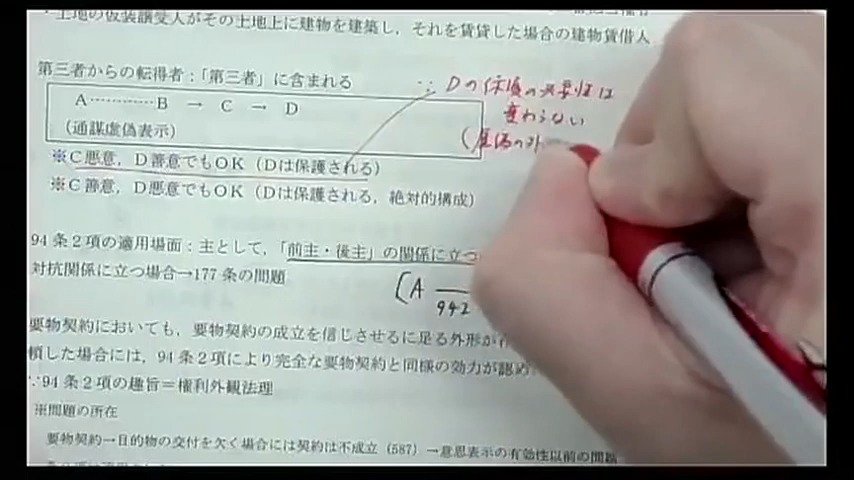 ・土地の仮装譲受人がその土地上に建物を建築し，それを賃貸した場合の建物賃借人
第三者からの転得者：「第三者」に含まれる
A…………B → C → D
（通謀虚偽表示）
※C悪意，D善意でもOK（Dは保護される）
※C善意，D悪意でもOK（Dは保護される，絶対的構成）
∵ Dの保護の必要性は
変わらない
（虚偽の外
94条2項の適用場面：主として，「前主・後主」の関係に立つ
対抗関係に立つ場合→177条の問題
（A
942
要物契約においても，要物契約の成立を信じさせるに足る外形が
頼した場合には，94条2項により完全な要物契約と同様の効力が認め
∵94条2項の趣旨＝権利外観法理
※問題の所在
要物契約―目的物の交付を欠く場合には契約は不成立（587）→意思表示の有効性以前の問題